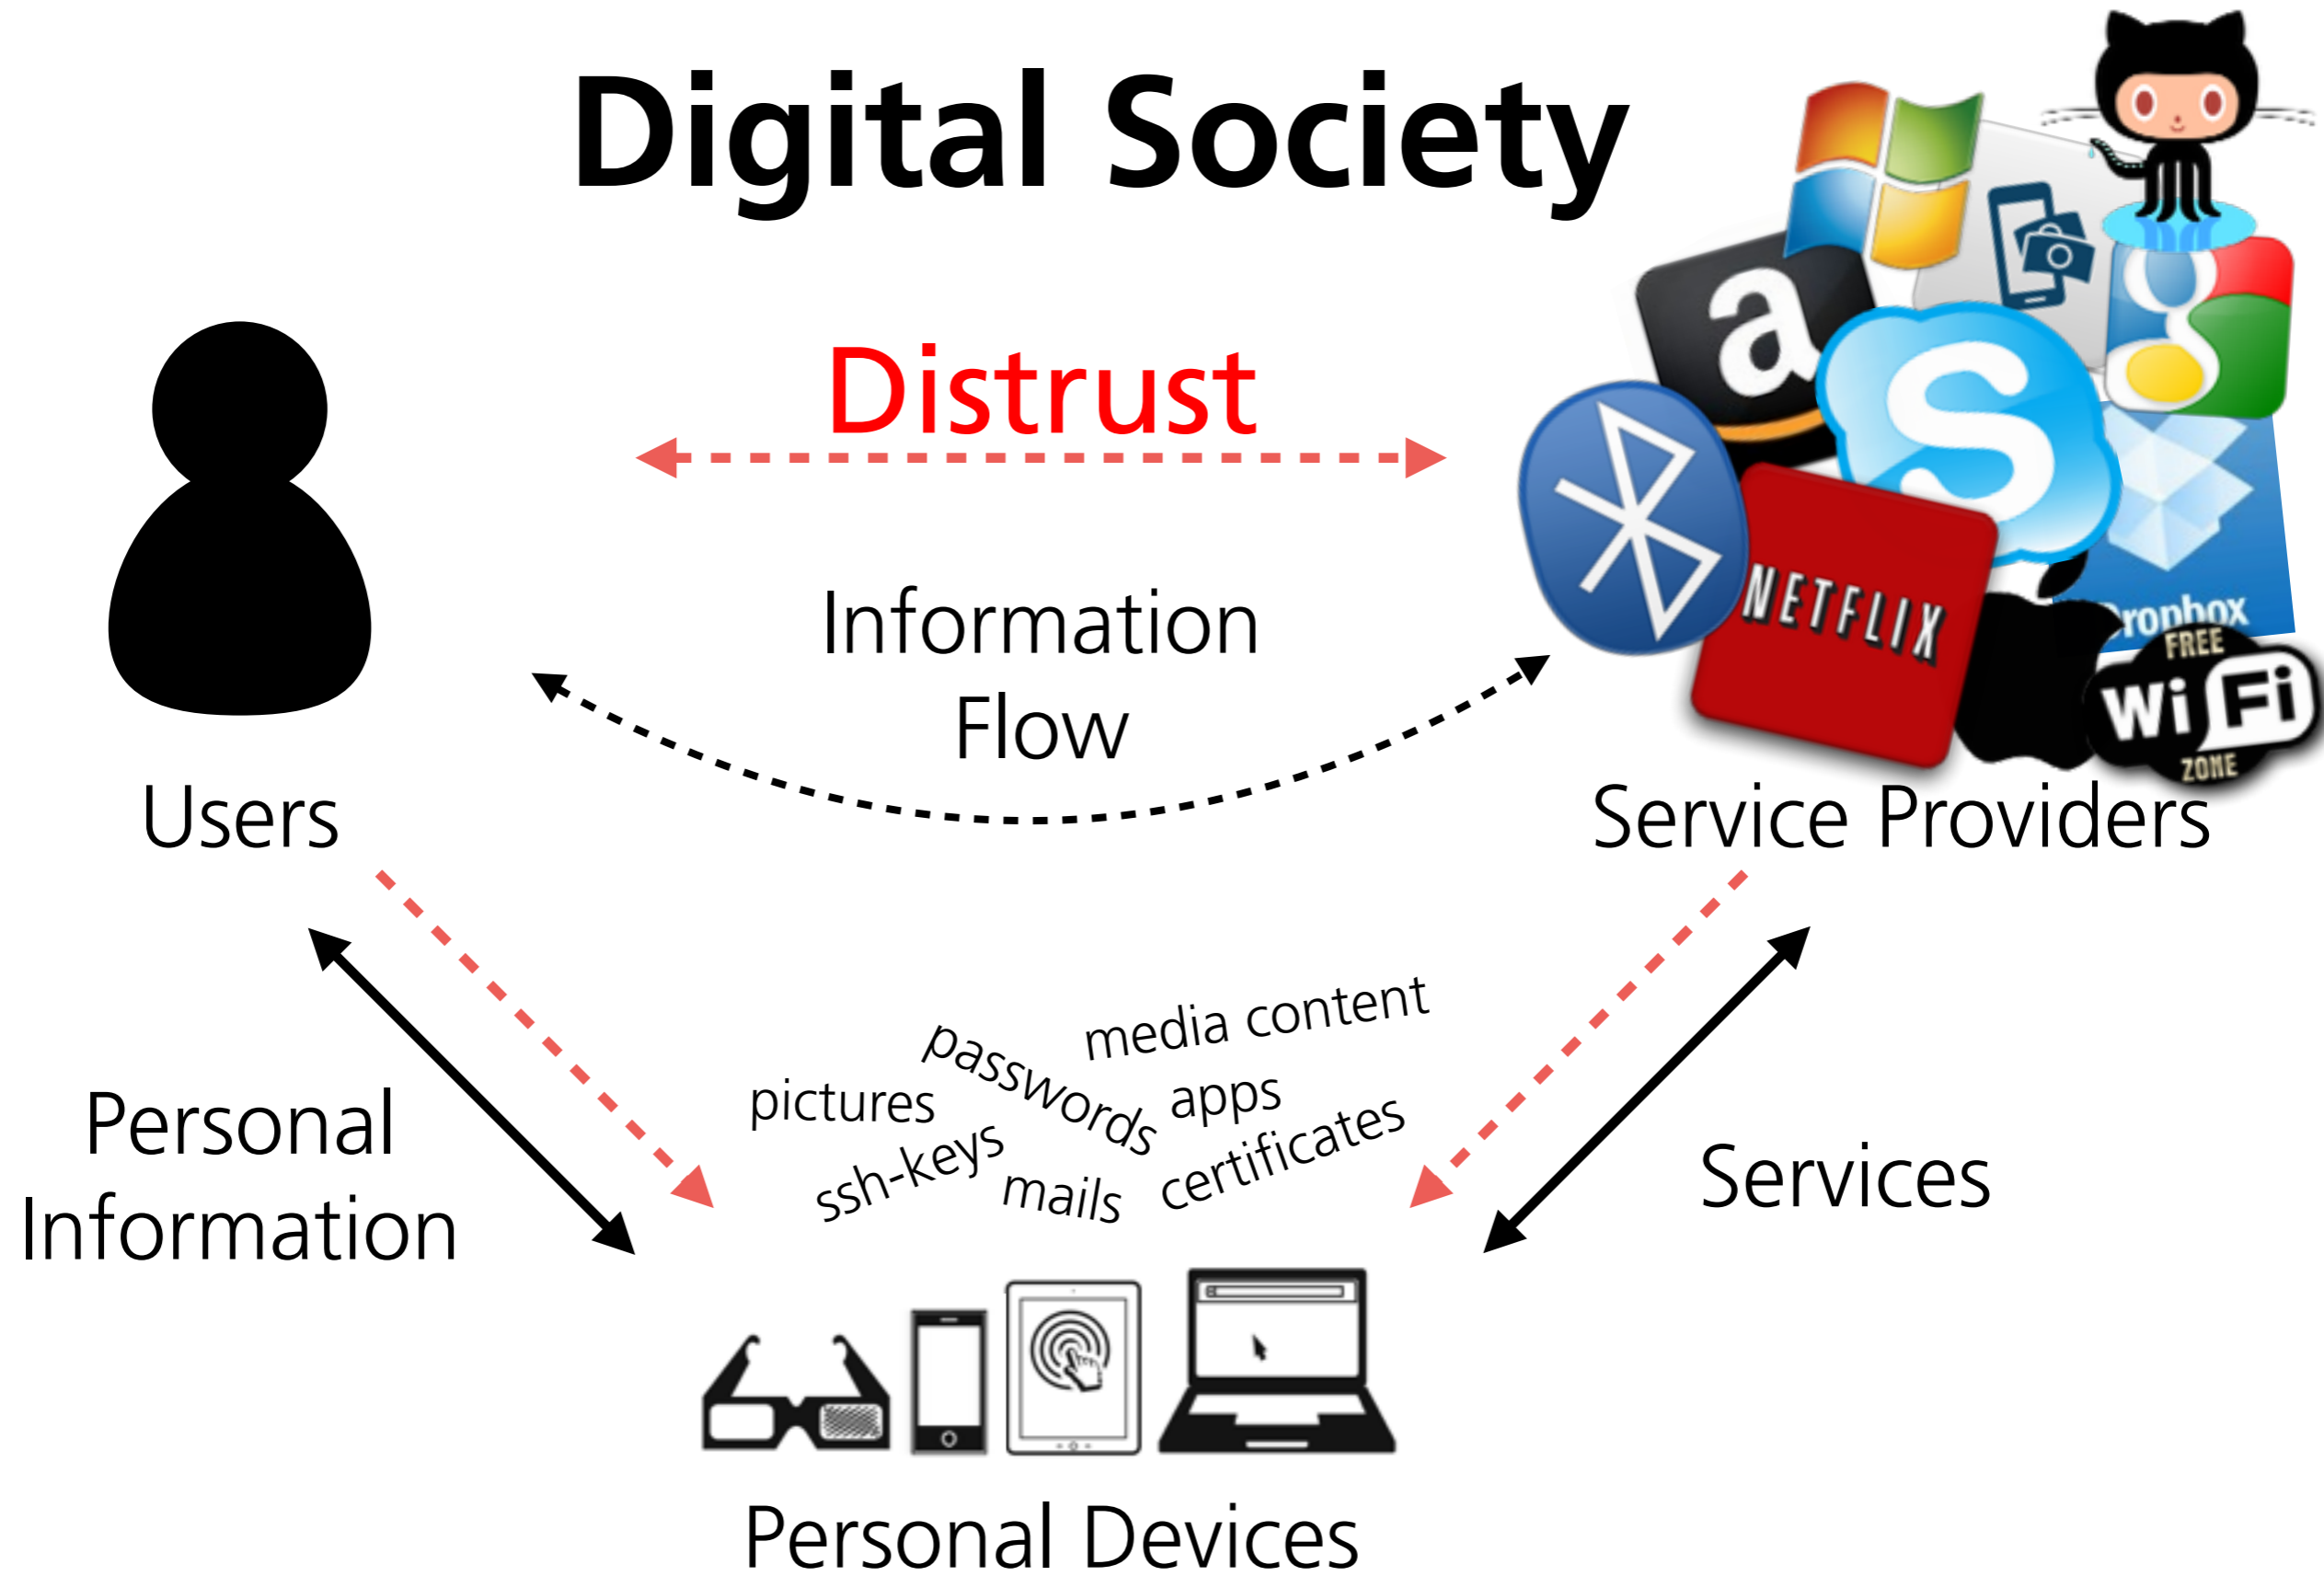 Digital Society
Distrust
Information
Flow
a
g
S
NETFLIX
ropbox
FREE
Wi Fi
ZONE
Users
Service Providers
media content
passwords
pictures
apps
ssh-keys
mails
certificates
Personal
Information
Services
Personal Devices